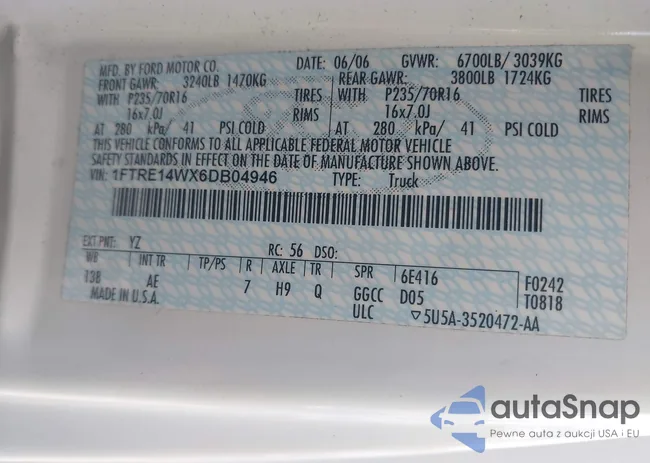 MFD. BY FORD MOTOR CO. DATE: 06/06 GVWR: 6700LB/ 3039KG
FRONT GAWR: 3240LB 1470KG REAR GAWR: 3800LB 1724KG
WITH P235/70R16 TIRES WITH P235/70R16 TIRES
16x7.0J RIMS 16x7.0J RIMS
AT 280 kPa/ 41 PSI COLD AT 280 kPa/ 41 PSI COLD
THIS VEHICLE CONFORMS TO ALL APPLICABLE FEDERAL MOTOR VEHICLE
SAFETY STANDARDS IN EFFECT ON THE DATE OF MANUFACTURE SHOWN ABOVE.
VIN: 1FTRE14WX6DB04946 TYPE: Truck
EXT PNT: YZ RC: 56 DSO:
WB INT TR TP/PS R AXLE TR SPR 6E416 F0242
138 AE 7 H9 Q GGCC D05 T0818
MADE IN U.S.A. ULC ▽5U5A-3520472-AA
autoSnap
Pewne auta z aukcji USA i EU